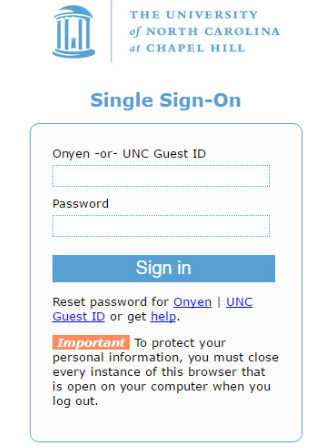 THE UNIVERSITY
of NORTH CAROLINA
at CHAPEL HILL
Single Sign-On
Onyen -or- UNC Guest ID
Password
Sign in
Reset password for Onyen | UNC
Guest ID or get help.
Important To protect your
personal information, you must close
every instance of this browser that
is open on your computer when you
log out.